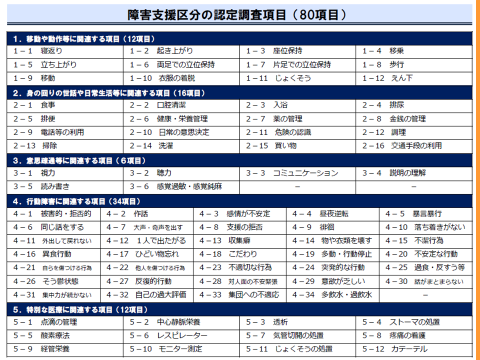 障害支援区分の認定調査項目（80項目）
１．移動や動作等に関連する項目（12項目）
１－１　寝返り　１－２　起き上がり　１－３　座位保持　１－４　移乗
１－５　立ち上がり　１－６　両足での立位保持　１－７　片足での立位保持　１－８　歩行
１－９　移動　１－10　衣服の着脱　１－11　じょくそう　１－12　えん下
２．身の回りの世話や日常生活等に関連する項目（16項目）
２－１　食事　２－２　口腔清潔　２－３　入浴　２－４　排尿
２－５　排便　２－６　健康・栄養管理　２－７　薬の管理　２－８　金銭の管理
２－９　電話等の利用　２－10　日常の意思決定　２－11　危険の認識　２－12　調理
２－13　掃除　２－14　洗濯　２－15　買い物　２－16　交通手段の利用
３．意思疎通等に関連する項目（６項目）
３－１　視力　３－２　聴力　３－３　コミュニケーション　３－４　説明の理解
３－５　読み書き　３－６　感覚過敏・感覚鈍麻　－　－
４．行動障害に関連する項目（34項目）
４－１　被害的・拒否的　４－２　作話　４－３　感情が不安定　４－４　昼夜逆転　４－５　暴言暴行
４－６　同じ話をする　４－７　大声・奇声を出す　４－８　支援の拒否　４－９　徘徊　４－10　落ち着きがない
４－11　外出して戻れない　４－12　１人で出たがる　４－13　収集癖　４－14　物や衣類を壊す　４－15　不潔行為
４－16　異食行動　４－17　ひどい物忘れ　４－18　こだわり　４－19　多動・行動停止　４－20　不安定な行動
４－21　自らを傷つける行為　４－22　他人を傷つける行為　４－23　不適切な行為　４－24　突発的な行動　４－25　過食・反すう等
４－26　そう鬱状態　４－27　反復的行動　４－28　対人面の不安緊張　４－29　意欲が乏しい　４－30　話がまとまらない
４－31　集中力が続かない　４－32　自己の過大評価　４－33　集団への不適応　４－34　多飲水・過飲水　－
５．特別な医療に関連する項目（12項目）
５－１　点滴の管理　５－２　中心静脈栄養　５－３　透析　５－４　ストーマの処置
５－５　酸素療法　５－６　レスピレーター　５－７　気管切開の処置　５－８　疼痛の看護
５－９　経管栄養　５－10　モニター測定　５－11　じょくそうの処置　５－12　カテーテル